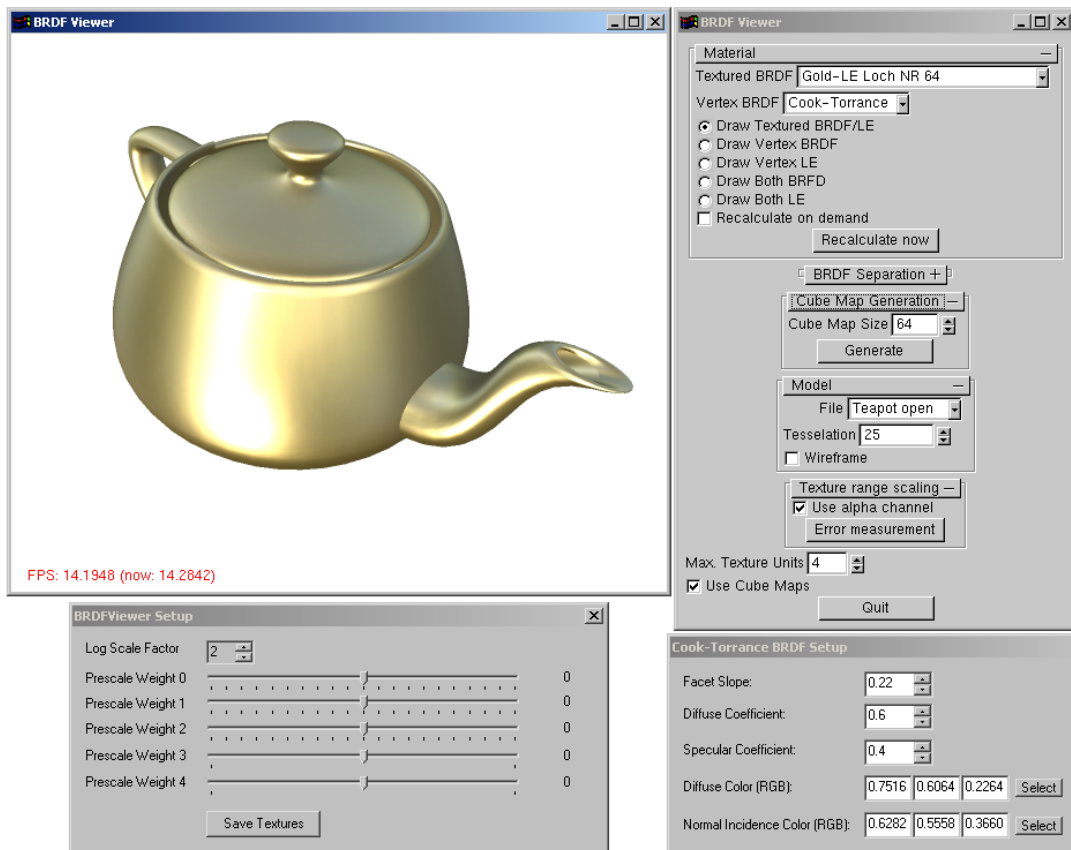 BRDF Viewer
FPS: 14.1948 (now: 14.2842)
BRDF Viewer
Material
Textured BRDF Gold-LE Loch NR 64
Vertex BRDF Cook-Torrance
Draw Textured BRDF/LE
Draw Vertex BRDF
Draw Vertex LE
Draw Both BRFD
Draw Both LE
Recalculate on demand
Recalculate now
BRDF Separation +
Cube Map Generation
Cube Map Size 64
Generate
Model
File Teapot open
Tesselation 25
Wireframe
Texture range scaling
Use alpha channel
Error measurement
Max. Texture Units 4
Use Cube Maps
Quit
BRDFViewer Setup
Log Scale Factor 2
Prescale Weight 0 0
Prescale Weight 1 0
Prescale Weight 2 0
Prescale Weight 3 0
Prescale Weight 4 0
Save Textures
Cook-Torrance BRDF Setup
Facet Slope: 0.22
Diffuse Coefficient: 0.6
Specular Coefficient: 0.4
Diffuse Color (RGB): 0.7516 0.6064 0.2264 Select
Normal Incidence Color (RGB): 0.6282 0.5558 0.3660 Select